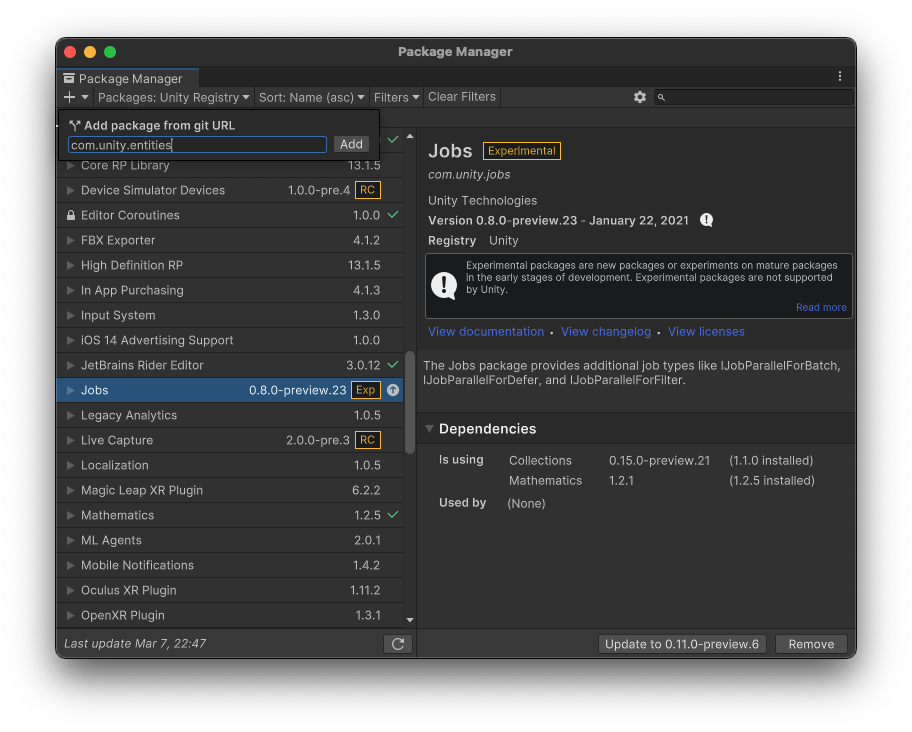 Package Manager
Package Manager
Packages: Unity Registry Sort: Name (asc) Filters Clear Filters
Add package from git URL
com.unity.entities Add
Core RP Library 13.1.5
Device Simulator Devices 1.0.0-pre.4 RC
Editor Coroutines 1.0.0
FBX Exporter 4.1.2
High Definition RP 13.1.5
In App Purchasing 4.1.3
Input System 1.3.0
iOS 14 Advertising Support 1.0.0
JetBrains Rider Editor 3.0.12
Jobs 0.8.0-preview.23 Exp
Legacy Analytics 1.0.5
Live Capture 2.0.0-pre.3 RC
Localization 1.0.5
Magic Leap XR Plugin 6.2.2
Mathematics 1.2.5
ML Agents 2.0.1
Mobile Notifications 1.4.2
Oculus XR Plugin 1.11.2
OpenXR Plugin 1.3.1
Last update Mar 7, 22:47
Jobs Experimental
com.unity.jobs
Unity Technologies
Version 0.8.0-preview.23 - January 22, 2021
Registry Unity
Experimental packages are new packages or experiments on mature packages
in the early stages of development. Experimental packages are not supported
by Unity.
Read more
View documentation • View changelog • View licenses
The Jobs package provides additional job types like IJobParallelForBatch,
IJobParallelForDefer, and IJobParallelForFilter.
Dependencies
Is using Collections 0.15.0-preview.21 (1.1.0 installed)
Mathematics 1.2.1 (1.2.5 installed)
Used by (None)
Update to 0.11.0-preview.6 Remove